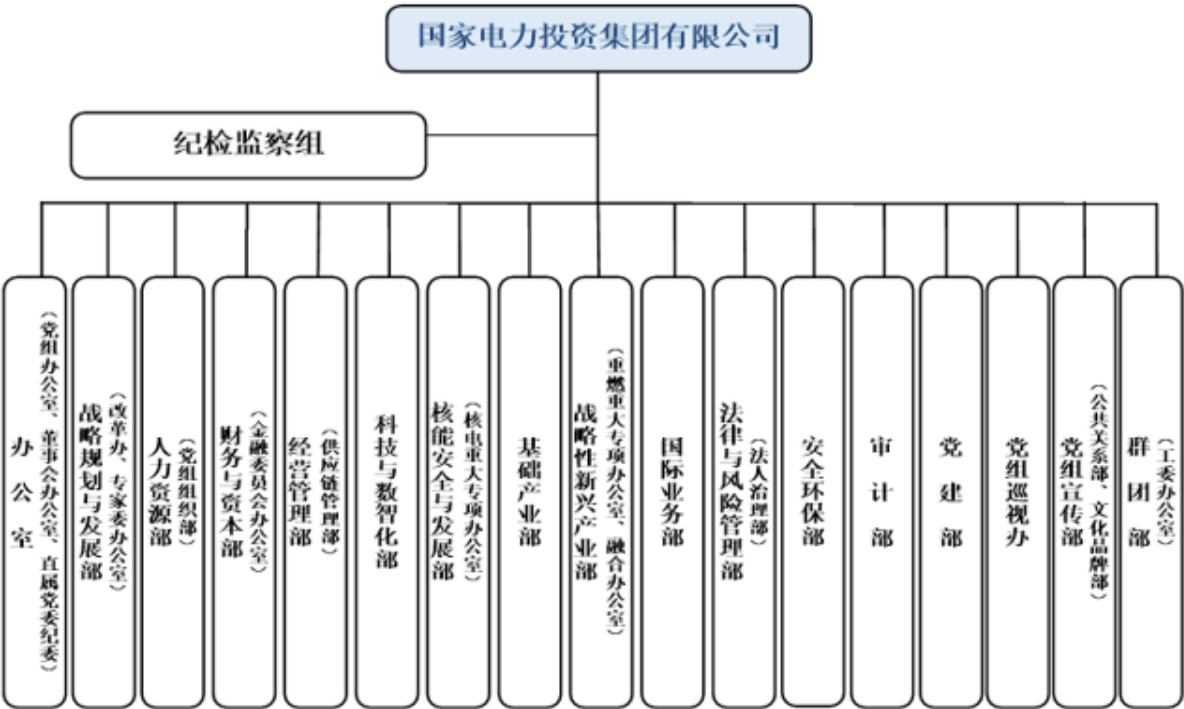 国家电力投资集团有限公司
纪检监察组
办公室
（党组办公室、董事会办公室、直属党委纪委）
战略规划与发展部
（改革办、专家委办公室）
人力资源部
（党组组织部）
财务与资本部
（金融委员会办公室）
经营管理部
（供应链管理部）
科技与数智化部
核能安全与发展部
（核电重大专项办公室）
基础产业部
战略性新兴产业部
（重燃重大专项办公室、融合办公室）
国际业务部
法律与风险管理部
（法人治理部）
安全环保部
审计部
党建部
党组巡视办
党组宣传部
（公共关系部、文化品牌部）
群团部
（工委办公室）